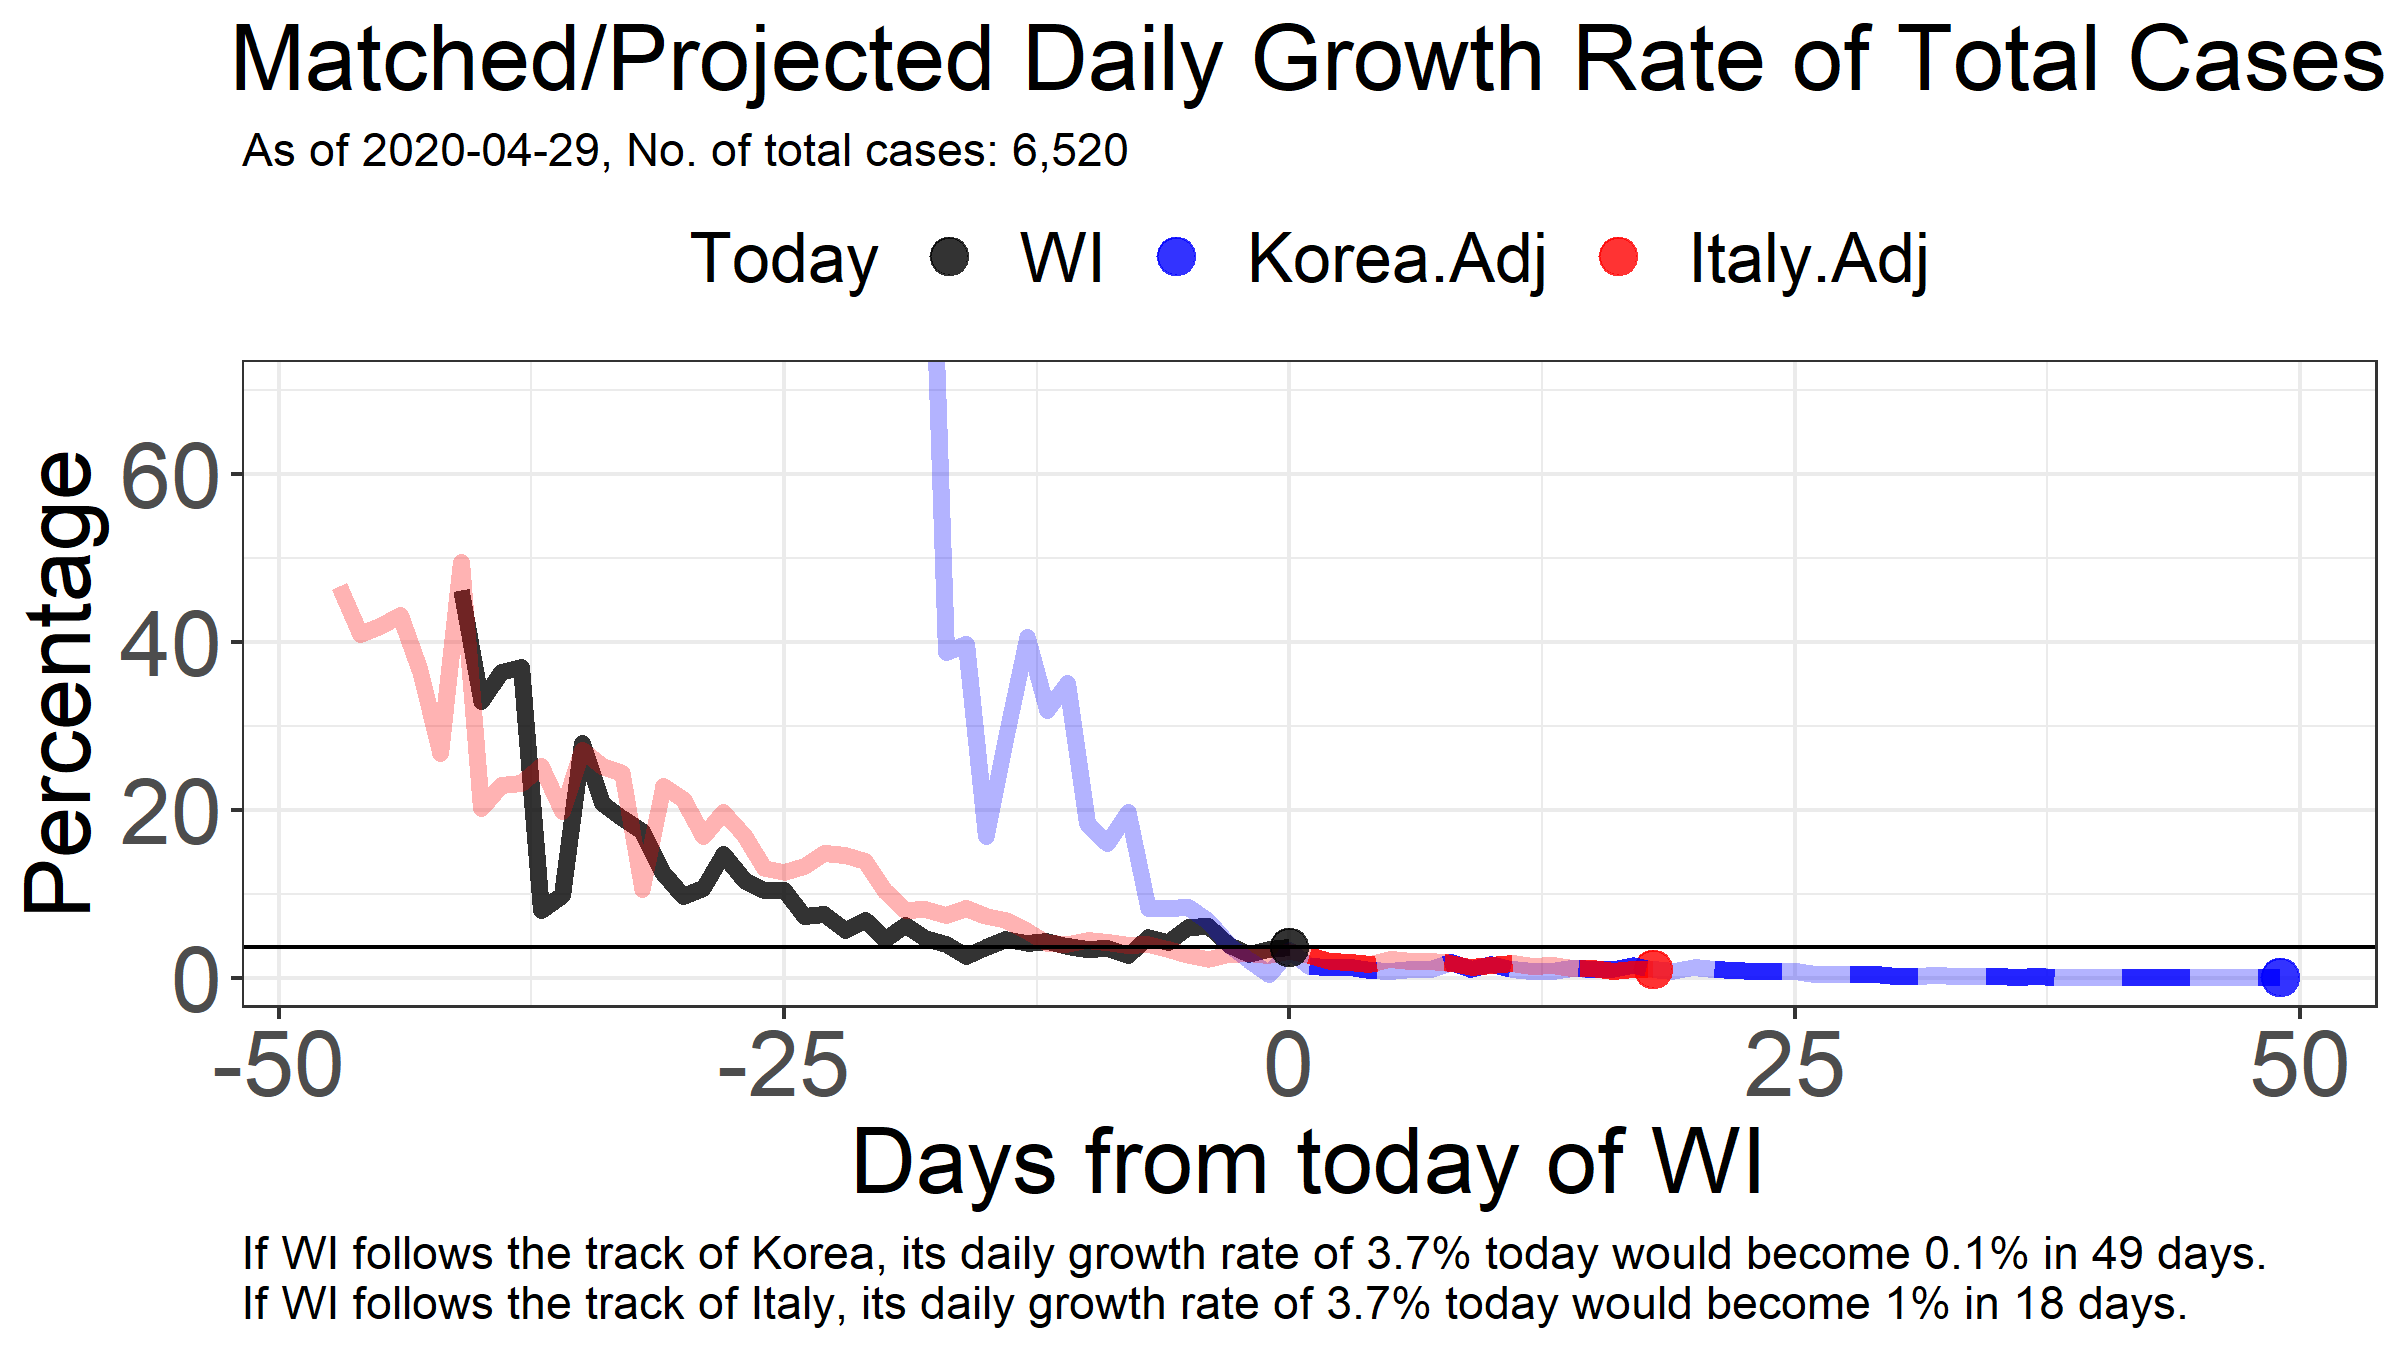 Matched/Projected Daily Growth Rate of Total Cases
As of 2020-04-29, No. of total cases: 6,520
Today WI Korea.Adj Italy.Adj
Percentage
60
40
20
0
-50 -25 0 25 50
Days from today of WI
If WI follows the track of Korea, its daily growth rate of 3.7% today would become 0.1% in 49 days.
If WI follows the track of Italy, its daily growth rate of 3.7% today would become 1% in 18 days.